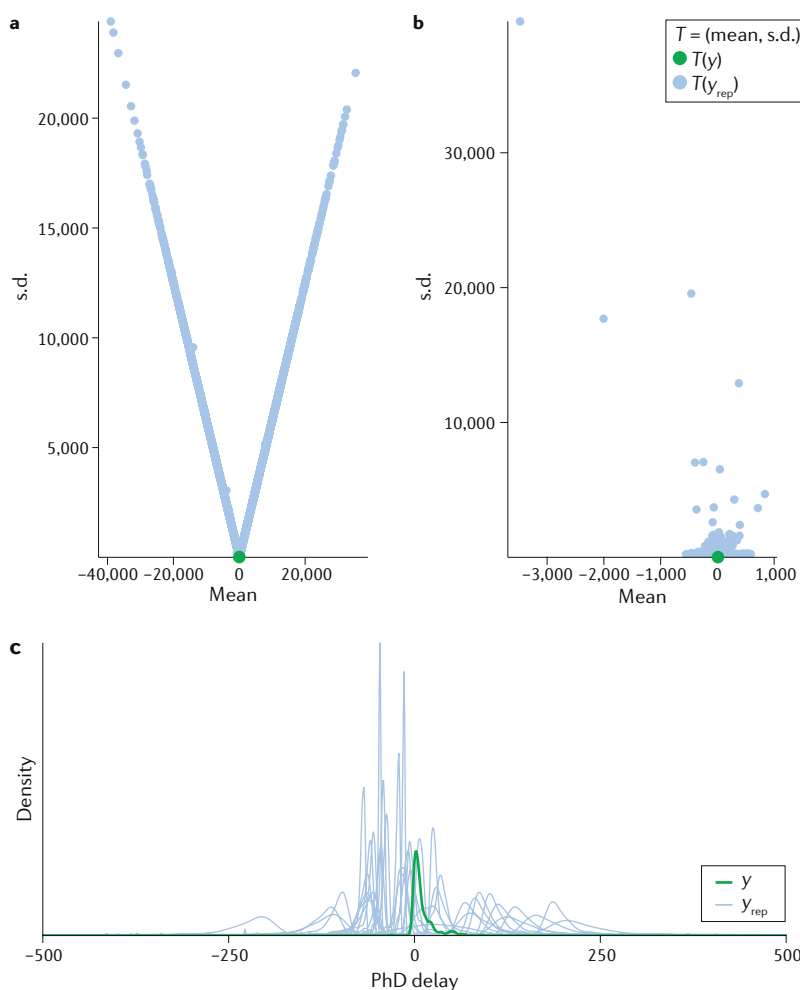 a
20,000
15,000
10,000
5,000
s.d.
−40,000 −20,000 0 20,000
Mean
b
T = (mean, s.d.)
T(y)
T(yrep)
30,000
20,000
10,000
s.d.
−3,000 −2,000 −1,000 0 1,000
Mean
c
Density
y
yrep
−500 −250 0 250 500
PhD delay